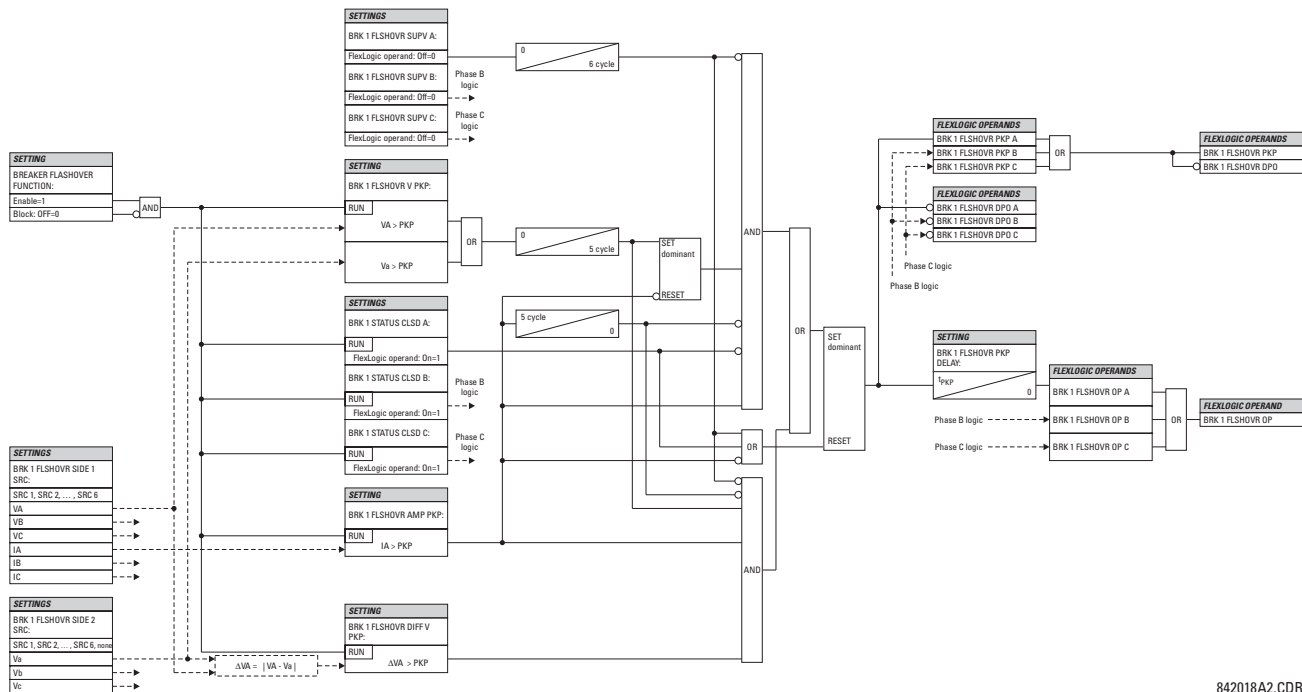 SETTING
BREAKER FLASHOVER
FUNCTION:
Enable=1
Block: OFF=0
AND
SETTINGS
BRK 1 FLSHOVR SIDE 1
SRC:
SRC 1, SRC 2, ... , SRC 6
VA
VB
VC
IA
IB
IC
SETTINGS
BRK 1 FLSHOVR SIDE 2
SRC:
SRC 1, SRC 2, ... , SRC 6, none
Va
Vb
Vc
ΔVA = | VA - Va |
SETTINGS
BRK 1 FLSHOVR SUPV A:
FlexLogic operand: Off=0
BRK 1 FLSHOVR SUPV B:
FlexLogic operand: Off=0
BRK 1 FLSHOVR SUPV C:
FlexLogic operand: Off=0
Phase B
logic
Phase C
logic
SETTING
BRK 1 FLSHOVR V PKP:
RUN
VA > PKP
Va > PKP
OR
SETTINGS
BRK 1 STATUS CLSD A:
RUN
FlexLogic operand: On=1
BRK 1 STATUS CLSD B:
RUN
FlexLogic operand: On=1
BRK 1 STATUS CLSD C:
RUN
FlexLogic operand: On=1
Phase B
logic
Phase C
logic
SETTING
BRK 1 FLSHOVR AMP PKP:
RUN
IA > PKP
SETTING
BRK 1 FLSHOVR DIFF V
PKP:
RUN
ΔVA > PKP
0
6 cycle
0
5 cycle
5 cycle
0
SET
dominant
RESET
AND
OR
AND
OR
SET
dominant
RESET
FLEXLOGIC OPERANDS
BRK 1 FLSHOVR PKP A
BRK 1 FLSHOVR PKP B
BRK 1 FLSHOVR PKP C
OR
FLEXLOGIC OPERANDS
BRK 1 FLSHOVR PKP
BRK 1 FLSHOVR DPO
FLEXLOGIC OPERANDS
BRK 1 FLSHOVR DPO A
BRK 1 FLSHOVR DPO B
BRK 1 FLSHOVR DPO C
Phase C logic
Phase B logic
SETTING
BRK 1 FLSHOVR PKP
DELAY:
tPKP
0
FLEXLOGIC OPERANDS
BRK 1 FLSHOVR OP A
BRK 1 FLSHOVR OP B
BRK 1 FLSHOVR OP C
Phase B logic
Phase C logic
OR
FLEXLOGIC OPERAND
BRK 1 FLSHOVR OP
842018A2.CDR